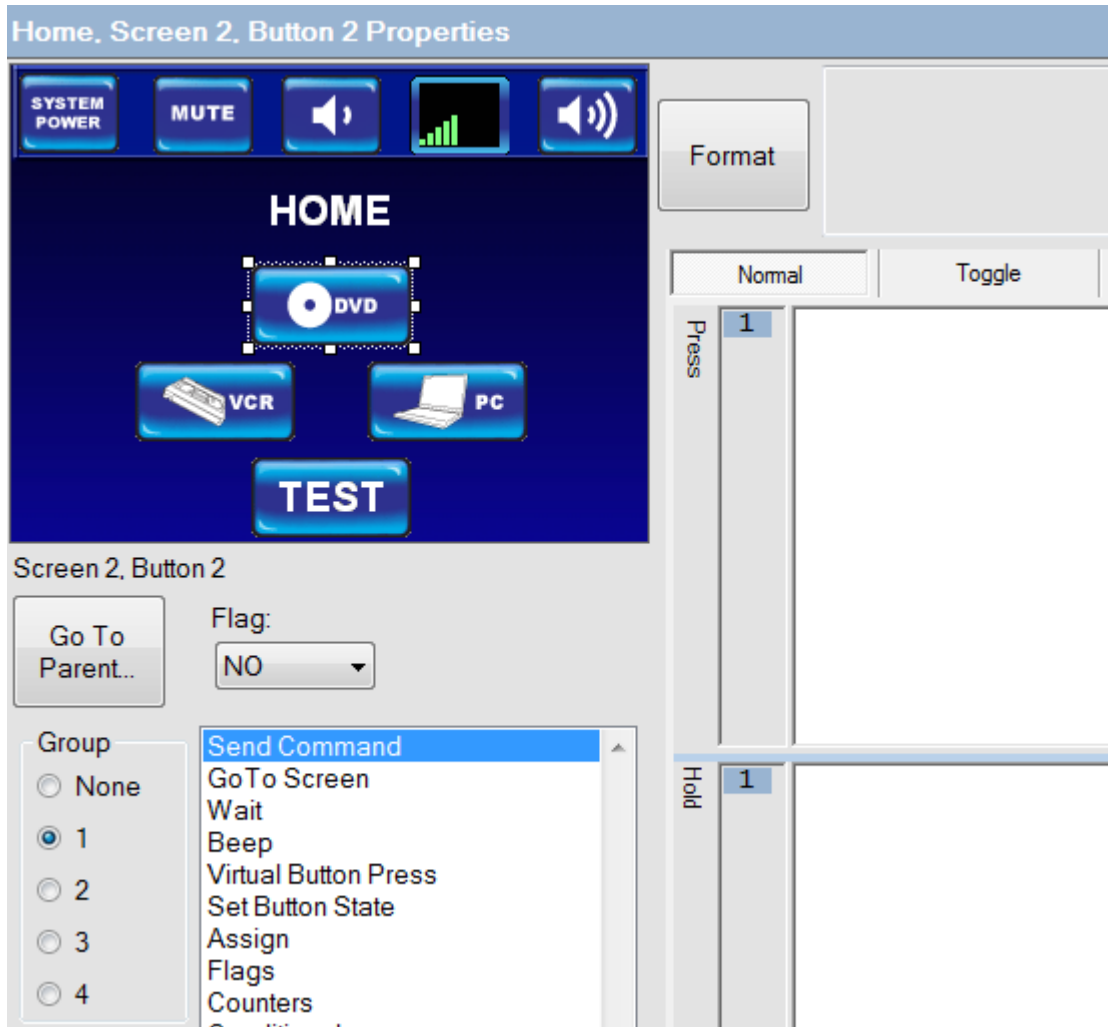 Home, Screen 2, Button 2 Properties
SYSTEM
POWER
MUTE
HOME
DVD
VCR
PC
TEST
Screen 2, Button 2
Go To
Parent...
Flag:
NO
Group
None
1
2
3
4
Send Command
GoTo Screen
Wait
Beep
Virtual Button Press
Set Button State
Assign
Flags
Counters
Format
Normal
Toggle
Press
1
Hold
1